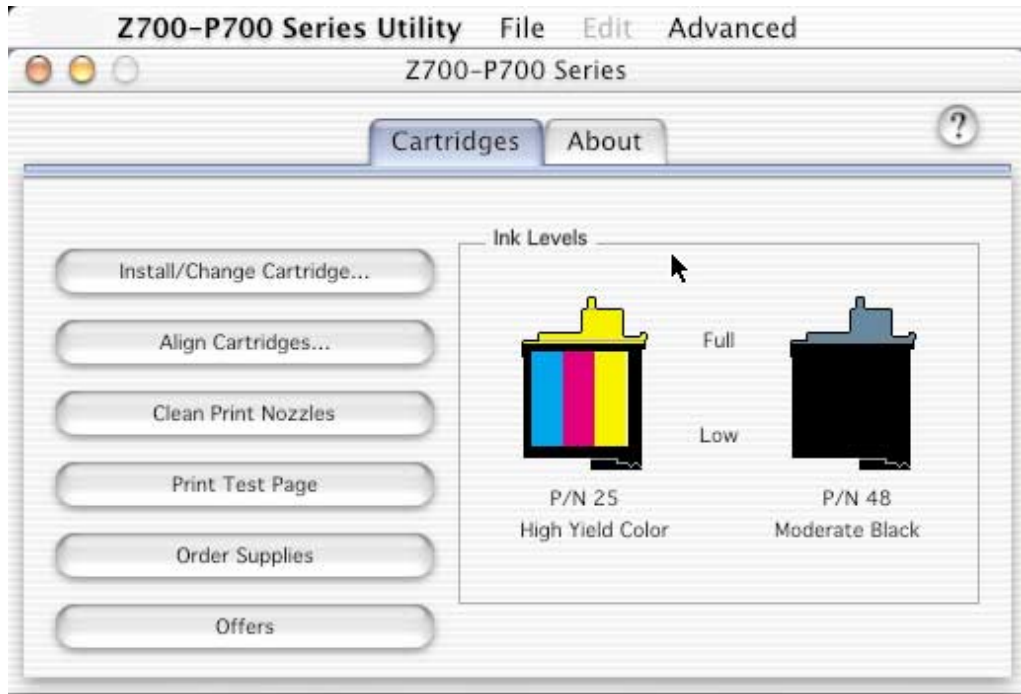 Z700-P700 Series Utility File Edit Advanced
Z700-P700 Series
Cartridges About ?
Ink Levels
Install/Change Cartridge...
Align Cartridges...
Clean Print Nozzles
Print Test Page
Order Supplies
Offers
Full
Low
P/N 25
High Yield Color
P/N 48
Moderate Black